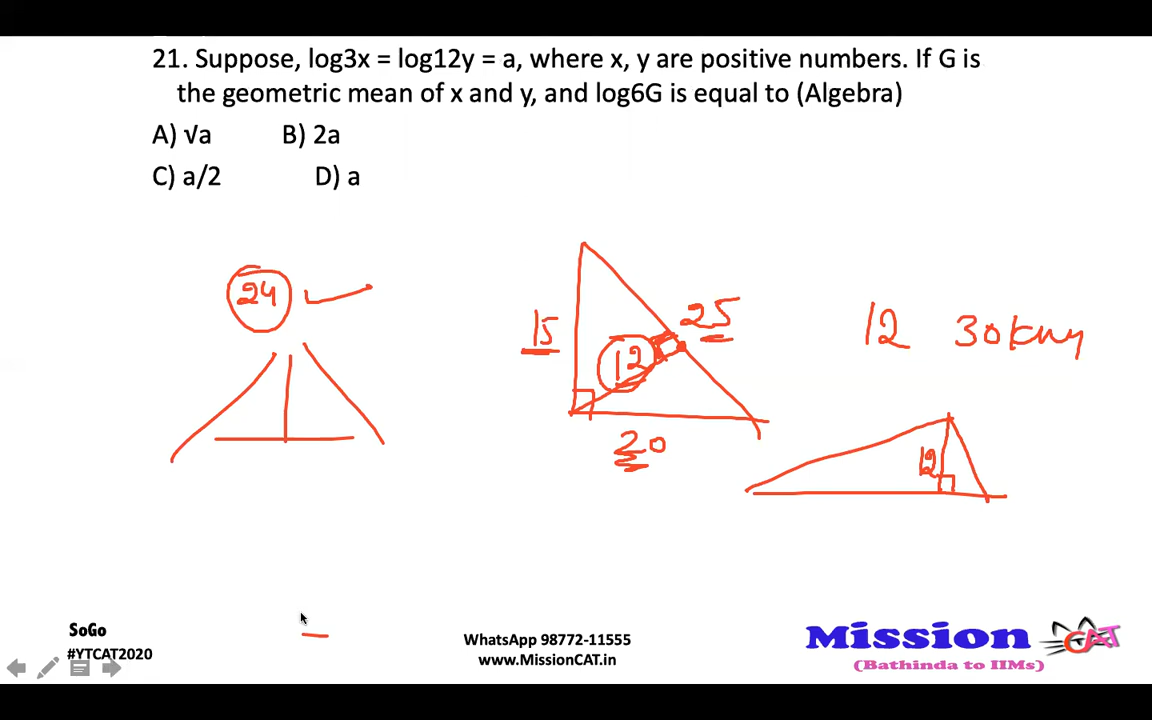 21. Suppose, log3x = log12y = a, where x, y are positive numbers. If G is
the geometric mean of x and y, and log6G is equal to (Algebra)
A) √a B) 2a
C) a/2 D) a
24
15
25
12
20
12
12
SoGo
#YTCAT2020
WhatsApp 98772-11555
www.MissionCAT.in
Mission CAT
(Bathinda to IIMs)